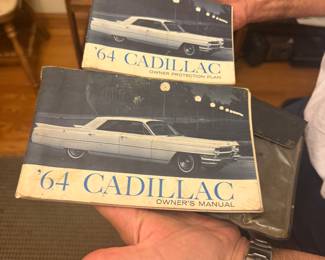 '64 CADILLAC
OWNER PROTECTION PLAN
'64 CADILLAC
OWNER'S MANUAL